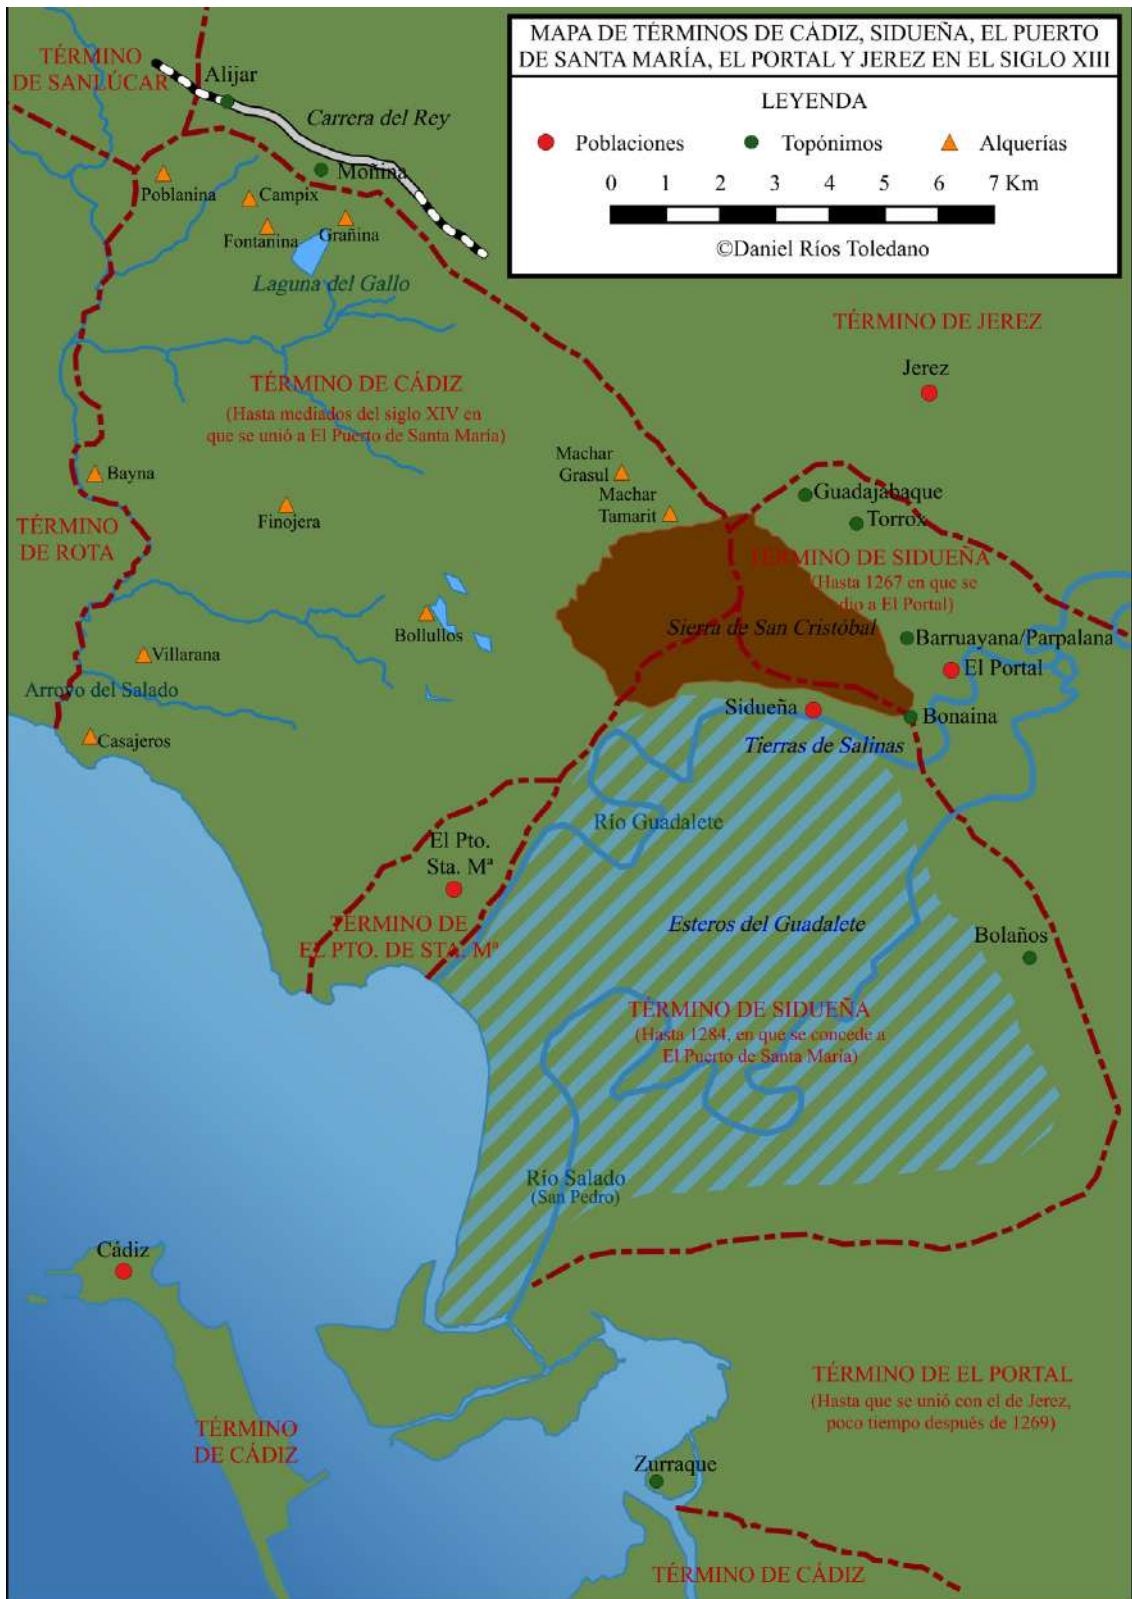 MAPA DE TÉRMINOS DE CÁDIZ, SIDUEÑA, EL PUERTO
DE SANTA MARÍA, EL PORTAL Y JEREZ EN EL SIGLO XIII
LEYENDA
Poblaciones
Topónimos
Alquerías
0 1 2 3 4 5 6 7 Km
©Daniel Ríos Toledano
TÉRMINO
DE SANLÚCAR
Alijar
Carrera del Rey
Moñina
Poblanina
Campix
Fontanina
Grañina
Laguna del Gallo
TÉRMINO DE JEREZ
Jerez
TÉRMINO DE CÁDIZ
(Hasta mediados del siglo XIV en
que se unió a El Puerto de Santa María)
Machar
Grasul
Machar
Tamarit
Bayna
Finojera
Guadajabaque
Torrox
TÉRMINO
DE ROTA
TÉRMINO DE SIDUEÑA
(Hasta 1267 en que se
dio a El Portal)
Sierra de San Cristóbal
Bollullos
Barruayana/Parpalana
El Portal
Villarana
Arroyo del Salado
Casajeros
Sidueña
Bonaina
Tierras de Salinas
Río Guadalete
El Pto.
Sta. Mª
TÉRMINO DE
EL PTO. DE STA. Mª
Esteros del Guadalete
Bolaños
TÉRMINO DE SIDUEÑA
(Hasta 1284, en que se concede a
El Puerto de Santa María)
Río Salado
(San Pedro)
Cádiz
TÉRMINO
DE CÁDIZ
TÉRMINO DE EL PORTAL
(Hasta que se unió con el de Jerez,
poco tiempo después de 1269)
Zurraque
TÉRMINO DE CÁDIZ